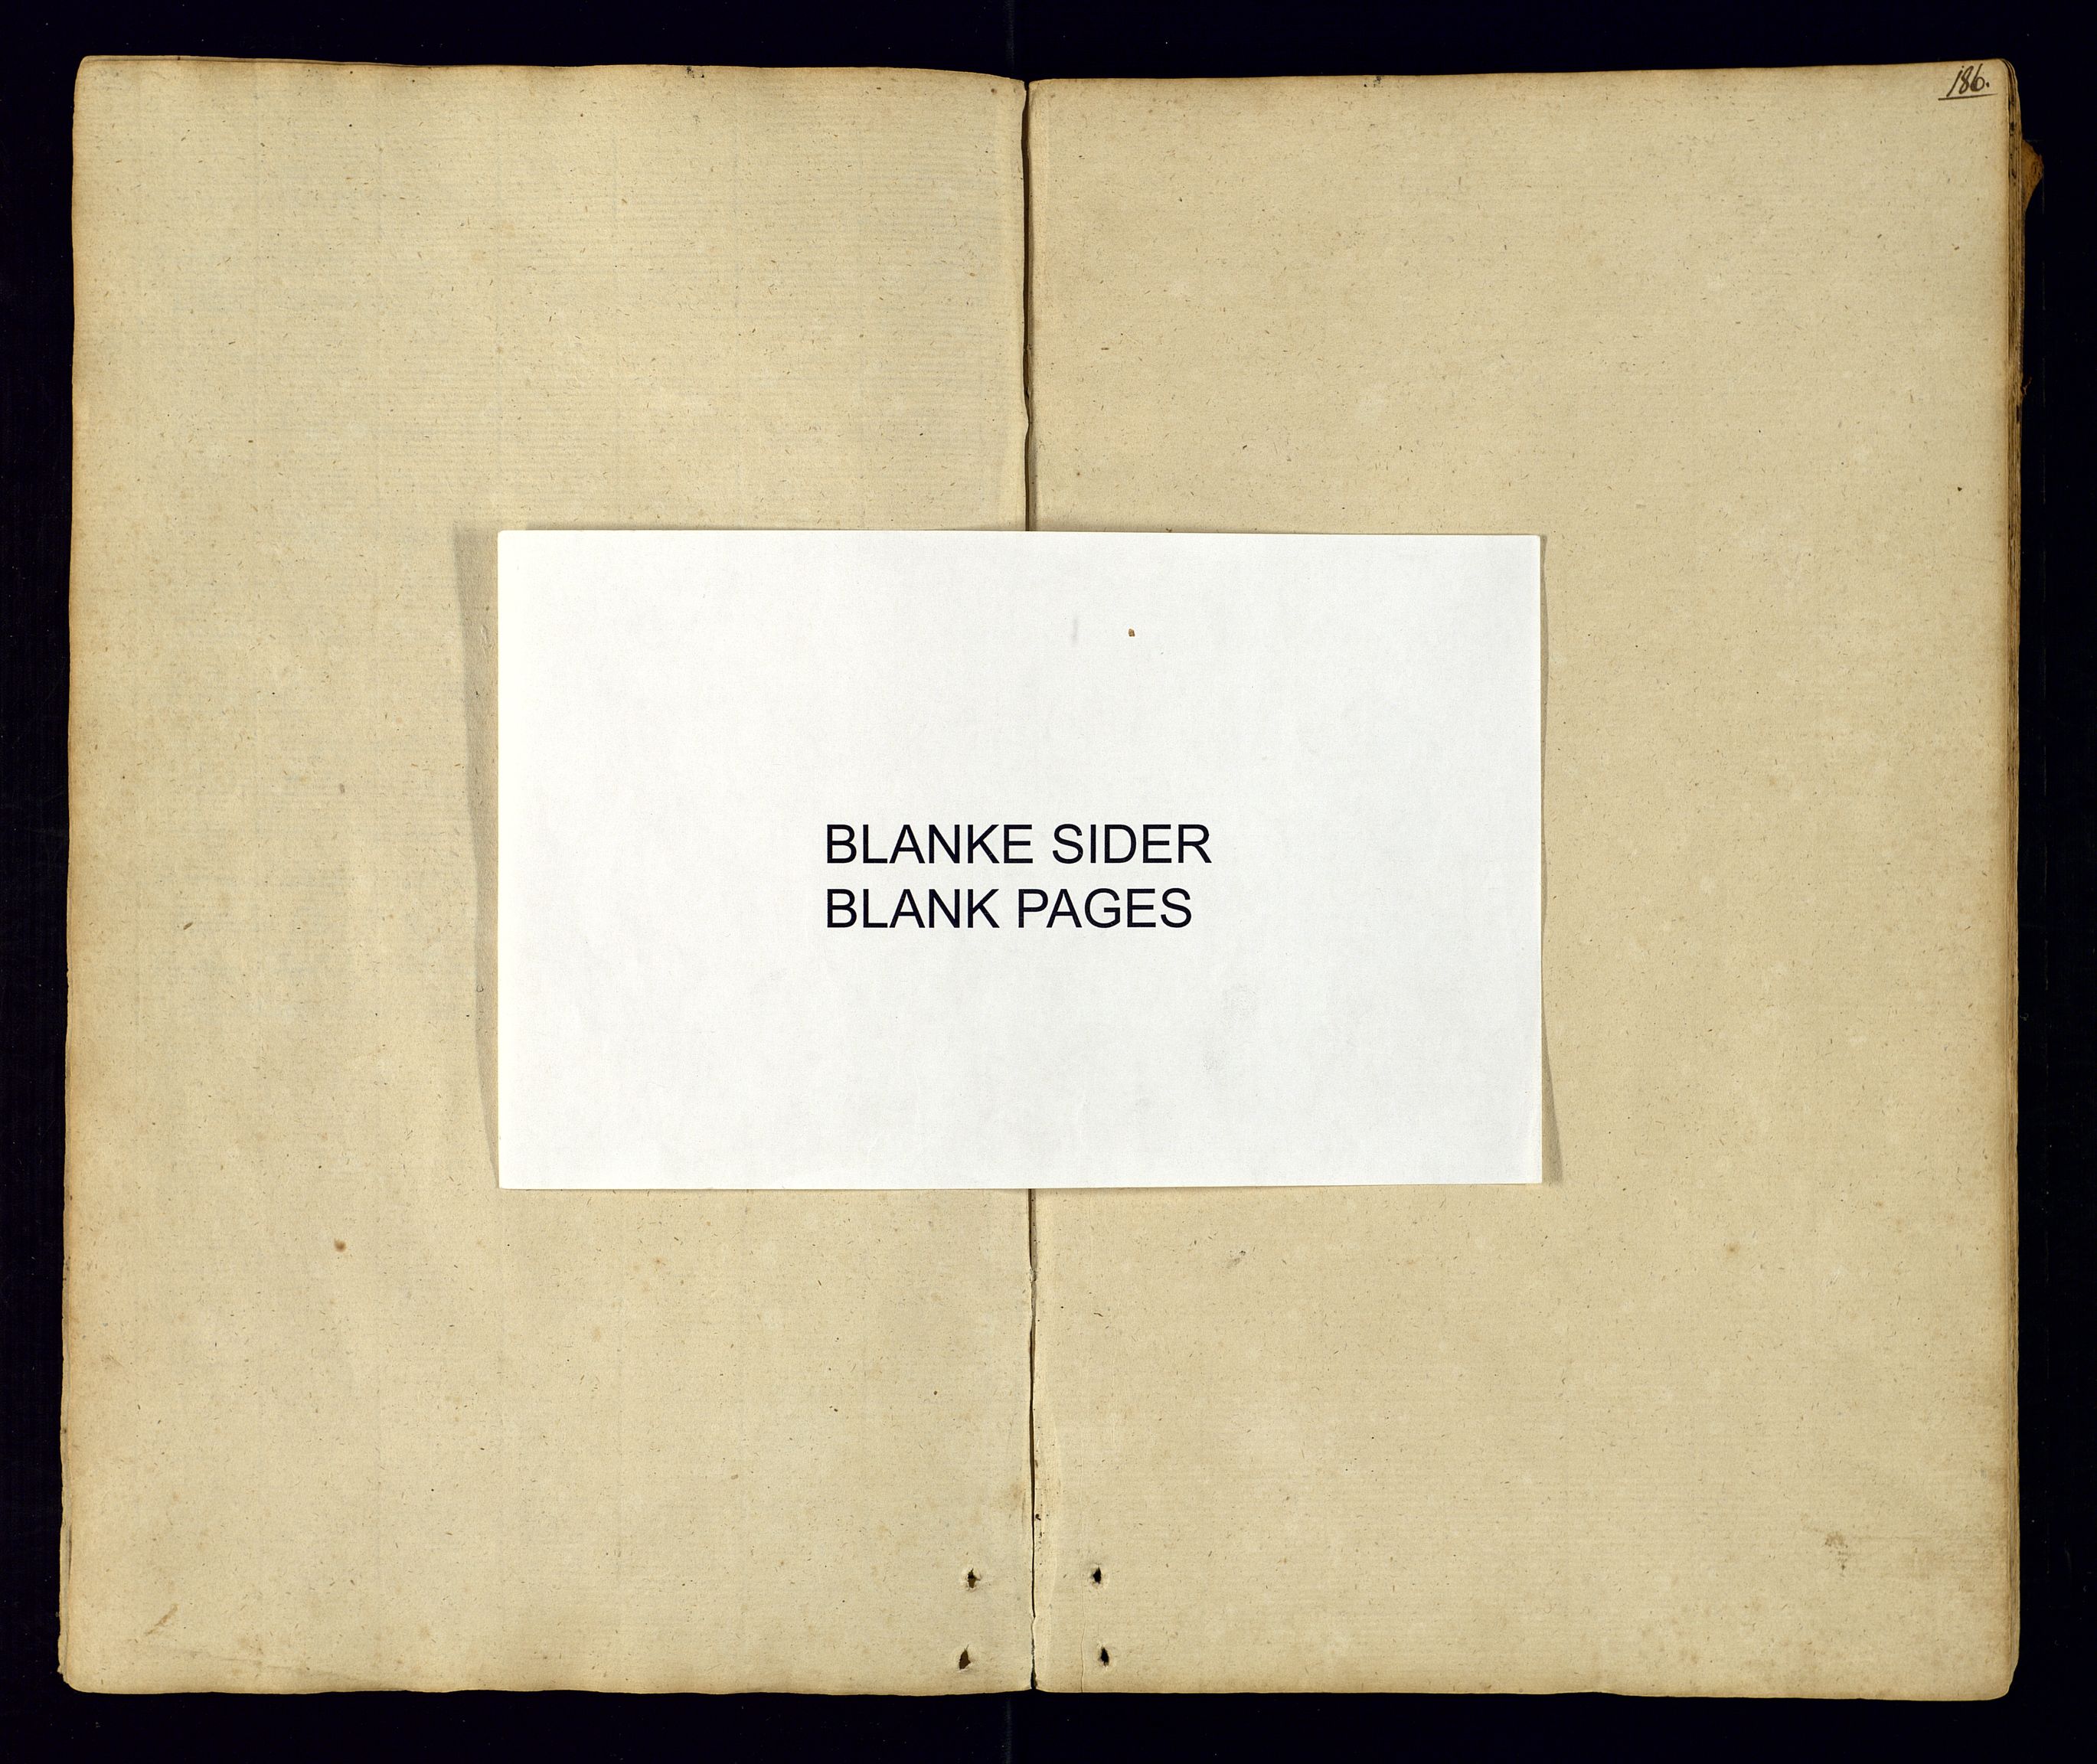 186.
BLANKE SIDER
BLANK PAGES